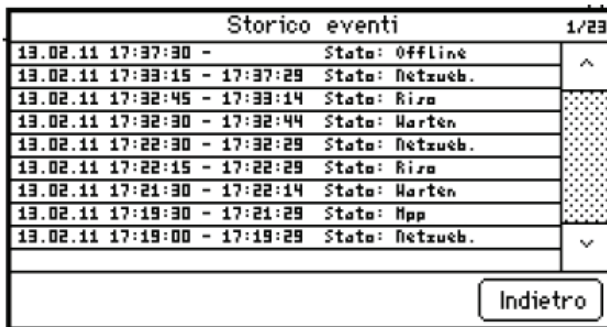 Storico eventi 1/23
13.02.11 17:37:30 - Stato: Offline
13.02.11 17:33:15 - 17:37:29 Stato: Netzueb.
13.02.11 17:32:45 - 17:33:14 Stato: Riso
13.02.11 17:32:30 - 17:32:44 Stato: Warten
13.02.11 17:22:30 - 17:32:29 Stato: Netzueb.
13.02.11 17:22:15 - 17:22:29 Stato: Riso
13.02.11 17:21:30 - 17:22:14 Stato: Warten
13.02.11 17:19:30 - 17:21:29 Stato: Mpp
13.02.11 17:19:00 - 17:19:29 Stato: Netzueb.
Indietro